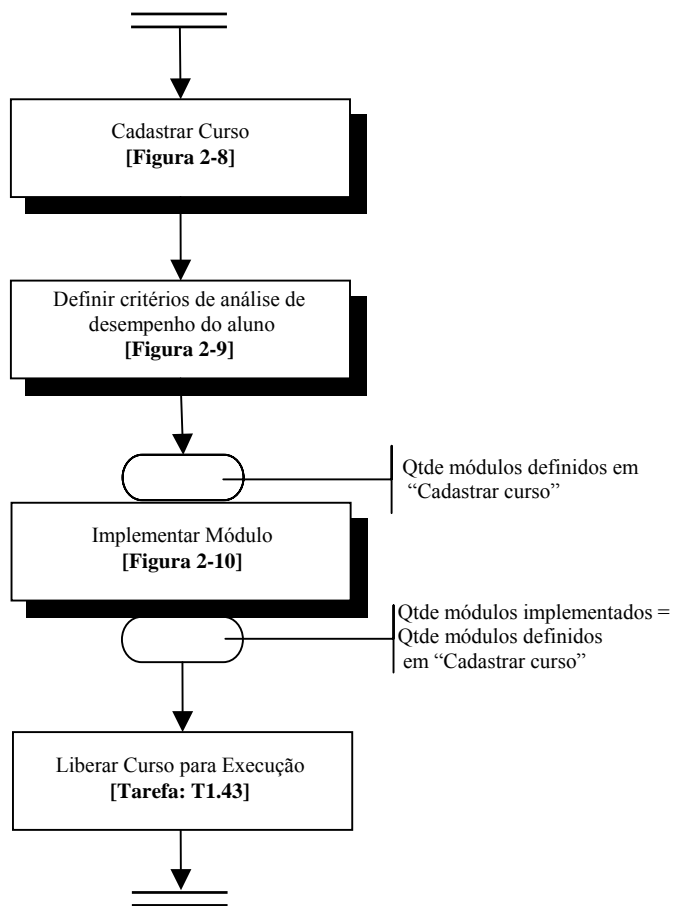 Cadastrar Curso
[Figura 2-8]
Definir critérios de análise de
desempenho do aluno
[Figura 2-9]
Qtde módulos definidos em
“Cadastrar curso”
Implementar Módulo
[Figura 2-10]
Qtde módulos implementados =
Qtde módulos definidos
em “Cadastrar curso”
Liberar Curso para Execução
[Tarefa: T1.43]